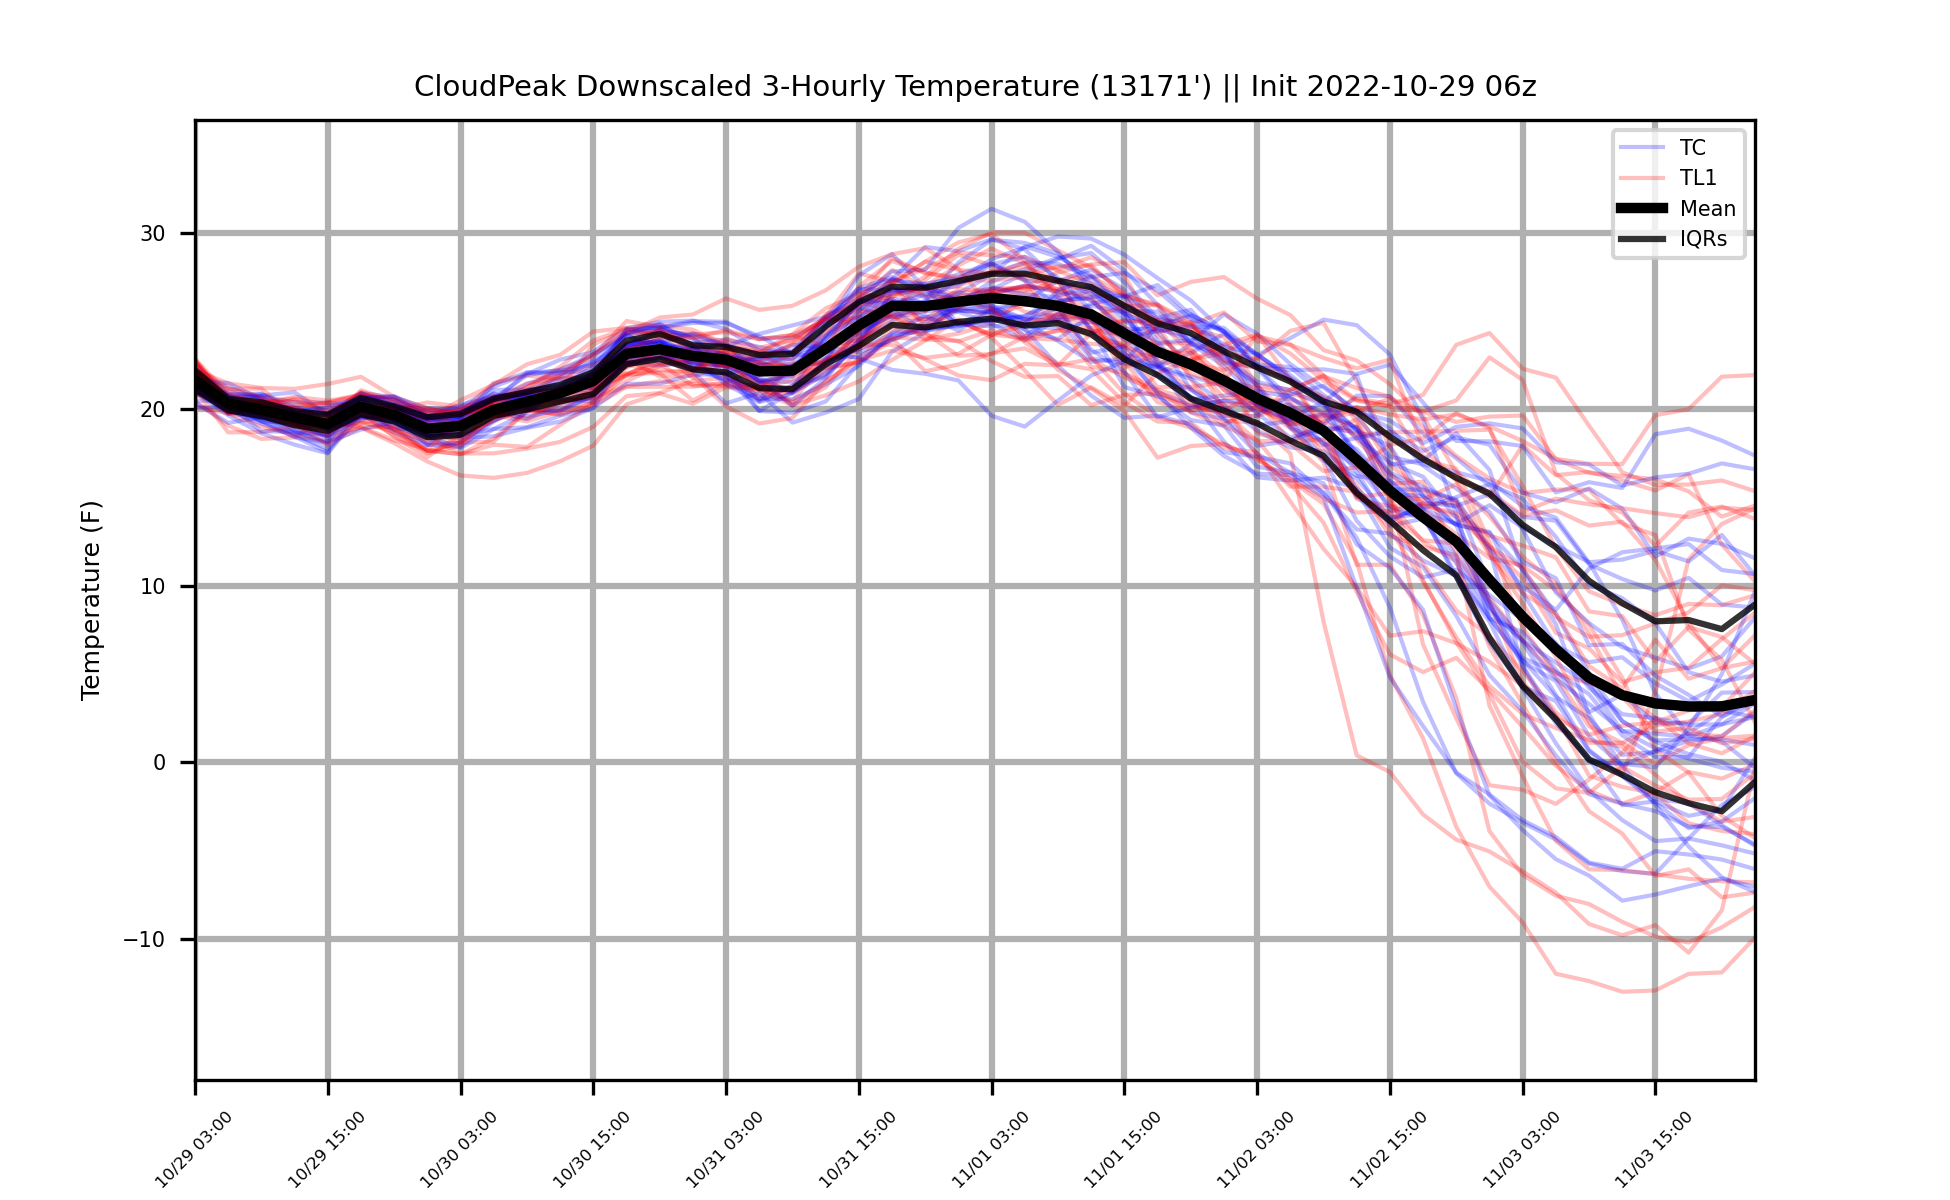 CloudPeak Downscaled 3-Hourly Temperature (13171') || Init 2022-10-29 06z
TC
TL1
Mean
IQRs
Temperature (F)
30
20
10
0
−10
10/29 03:00
10/29 15:00
10/30 03:00
10/30 15:00
10/31 03:00
10/31 15:00
11/01 03:00
11/01 15:00
11/02 03:00
11/02 15:00
11/03 03:00
11/03 15:00